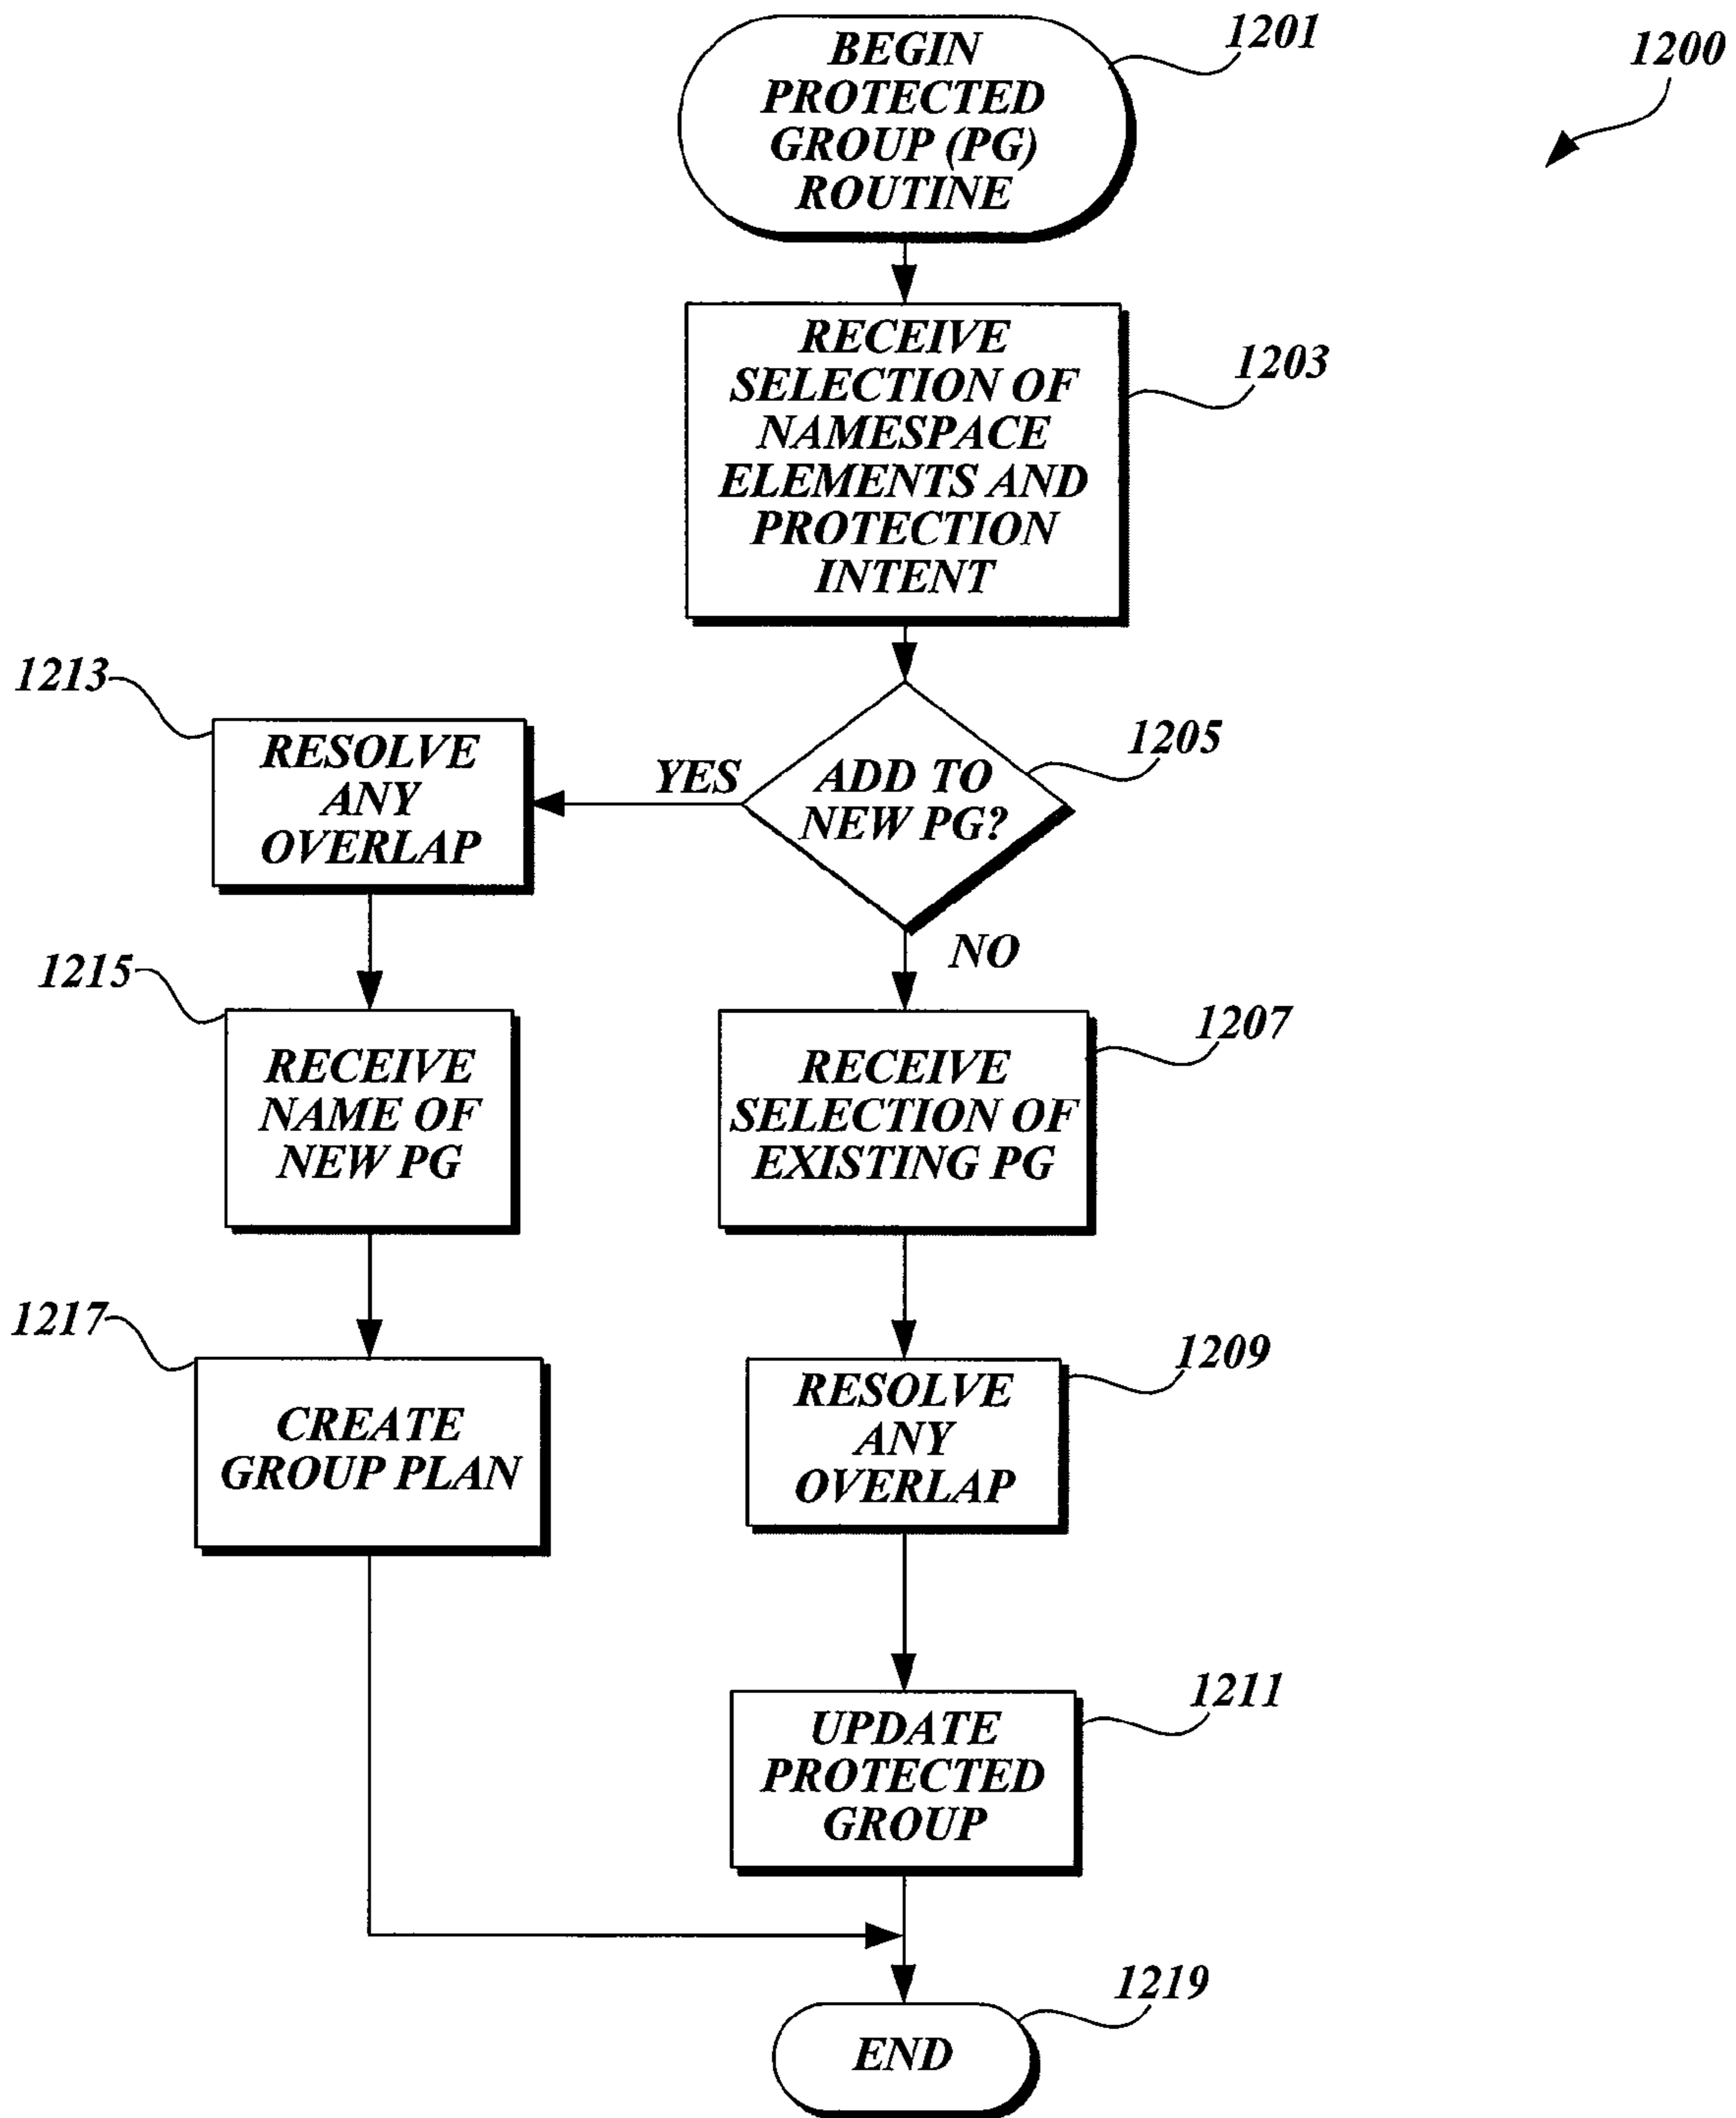 1201
1200
BEGIN
PROTECTED
GROUP (PG)
ROUTINE
RECEIVE
SELECTION OF
NAMESPACE
ELEMENTS AND
PROTECTION
INTENT
1203
1213
RESOLVE
ANY
OVERLAP
YES
ADD TO
NEW PG?
1205
NO
1215
RECEIVE
NAME OF
NEW PG
RECEIVE
SELECTION OF
EXISTING PG
1207
1217
CREATE
GROUP PLAN
RESOLVE
ANY
OVERLAP
1209
UPDATE
PROTECTED
GROUP
1211
1219
END